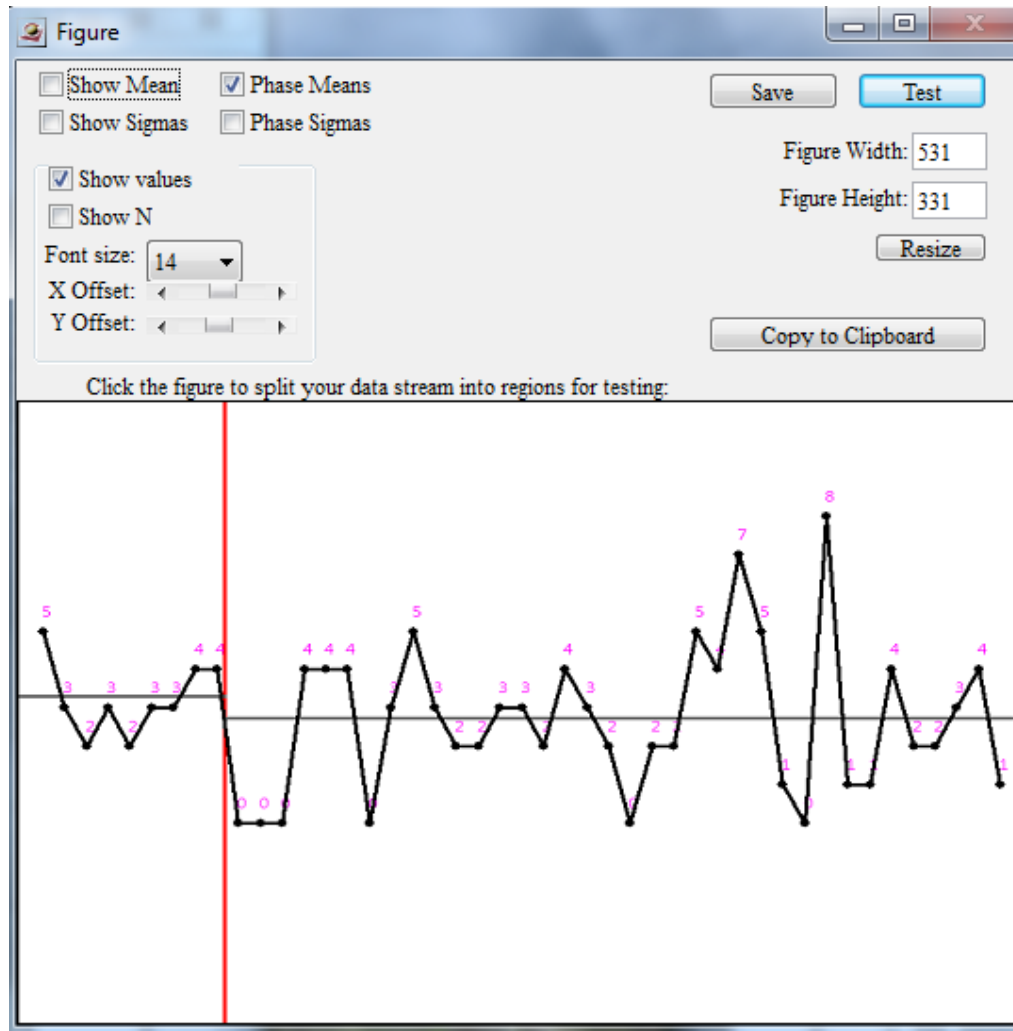 Figure
Show Mean
Phase Means
Save
Test
Show Sigmas
Phase Sigmas
Figure Width: 531
Show values
Figure Height: 331
Show N
Font size: 14
Resize
X Offset:
Y Offset:
Copy to Clipboard
Click the figure to split your data stream into regions for testing:
8
7
5 5 5 5
4 4 4 4 4 4 4 4
3 3 3 3 3 3 3 3 3 3 3
2 2 2 2 2 2 2 2
1 1 1
0 0